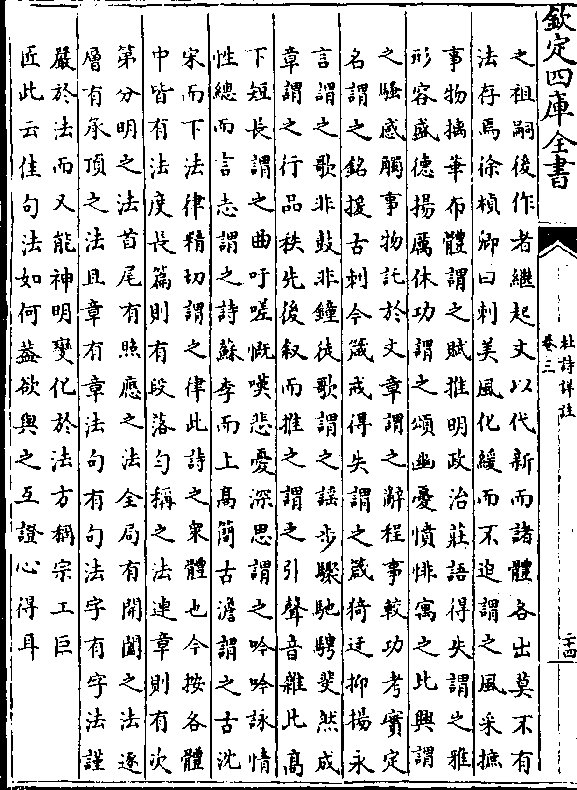 欽定四庫全書
杜詩詳註
卷三
二十四
之祖嗣後作者繼起丈以代新而諸體各出莫不有
法存焉徐禎卿曰刺美風化緩而不迫謂之風采摭
事物摛華布體謂之賦推明政治莊語得失謂之雅
形容盛德揚厲休功謂之頌幽憂憤悱寓之比興謂
之騷感觸事物託於文章謂之辭程事較功考實定
名謂之銘援古刺今箴戒得失謂之箴猗迂抑揚永
言謂之歌非鼓非鐘徒歌謂之謡步驟馳騁斐然成
章謂之行品秩先後叙而推之謂之引聲音雜比髙
下短長謂之曲吁嗟慨嘆悲憂深思謂之吟吟詠情
性總而言志謂之詩蘇李而上髙簡古澹謂之古沈
宋而下法律精切謂之律此詩之衆體也今按各體
中皆有法度長篇則有段落匀稱之法連章則有次
第分明之法首尾有照應之法全局有開闔之法逐
層有承頂之法且章有章法句有句法字有字法謹
嚴於法而又能神明變化於法方稱宗工巨
匠此云佳句法如何葢欲與之互證心得耳